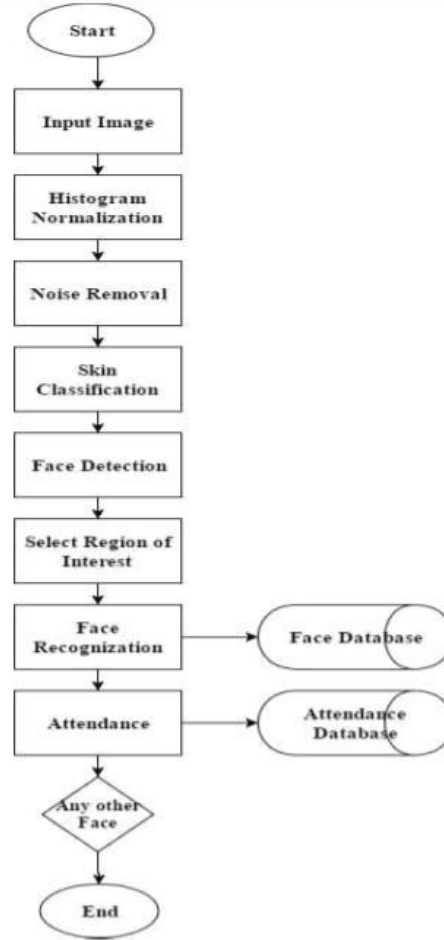 Start
Input Image
Histogram
Normalization
Noise Removal
Skin
Classification
Face Detection
Select Region of
Interest
Face
Recognization
Face Database
Attendance
Attendance
Database
Any other
Face
End